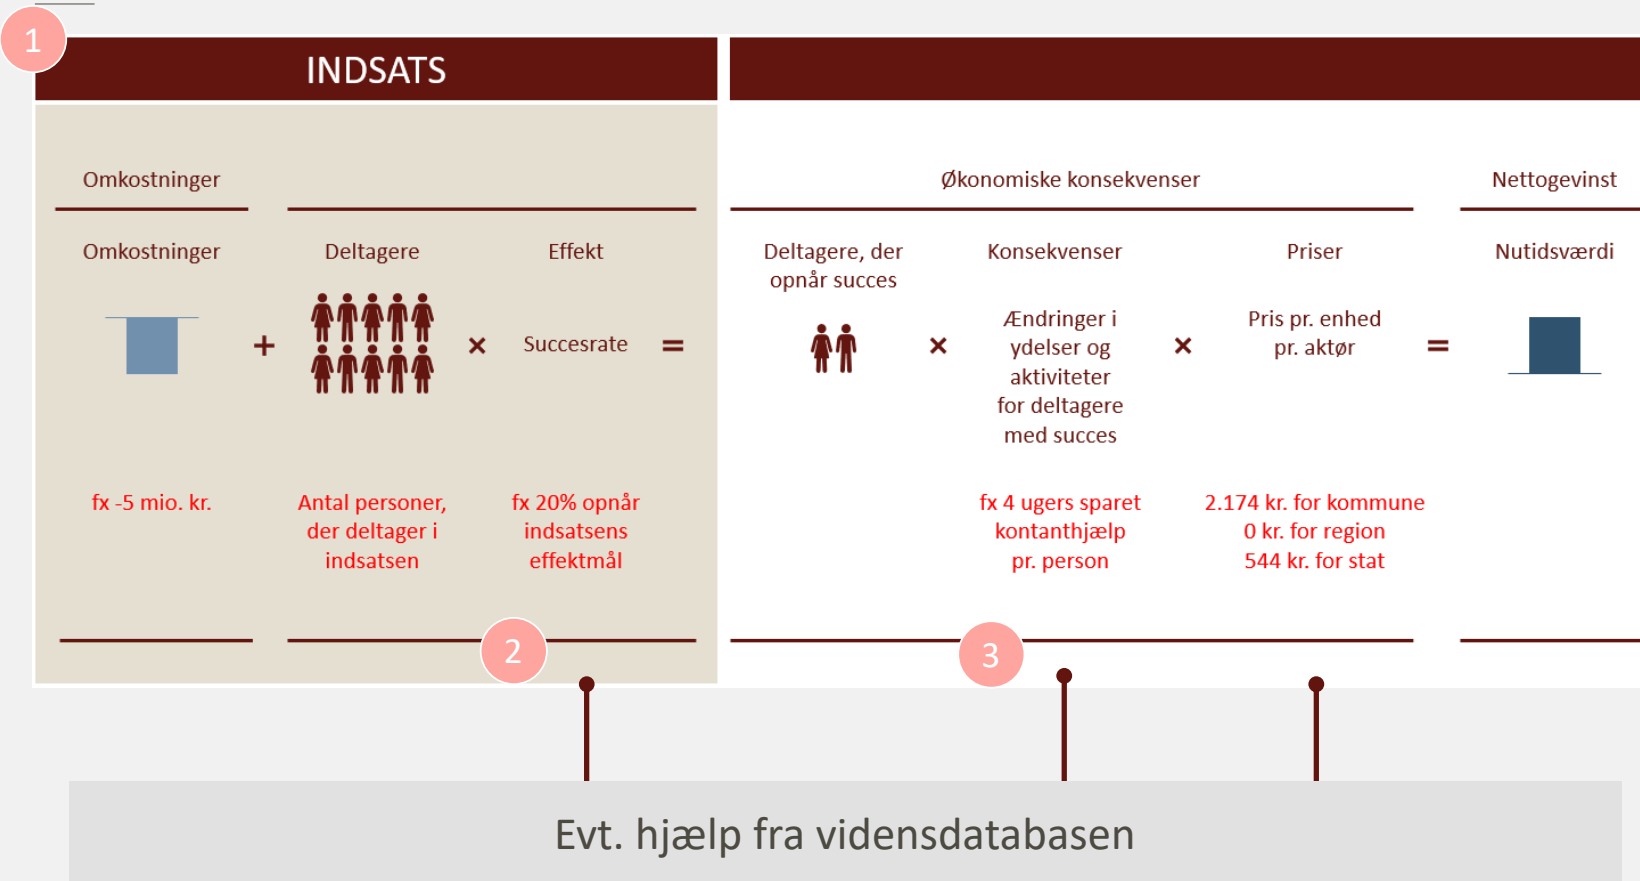 1
INDSATS
Omkostninger
Omkostninger
Deltagere
Effekt
+
×
Succesrate
=
fx -5 mio. kr.
Antal personer,
der deltager i
indsatsen
fx 20% opnår
indsatsens
effektmål
2
Økonomiske konsekvenser
Nettogevinst
Deltagere, der
opnår succes
Konsekvenser
Priser
Nutidsværdi
×
Ændringer i
ydelser og
aktiviteter
for deltagere
med succes
×
Pris pr. enhed
pr. aktør
=
fx 4 ugers sparet
kontanthjælp
pr. person
2.174 kr. for kommune
0 kr. for region
544 kr. for stat
3
Evt. hjælp fra vidensdatabasen